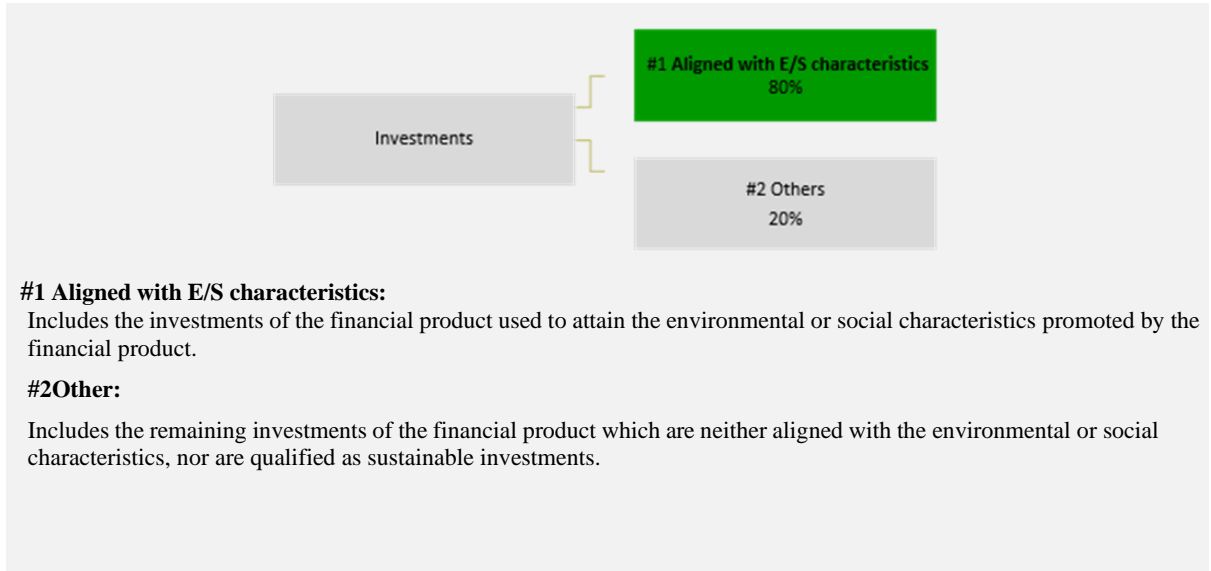 #1 Aligned with E/S characteristics
80%
Investments
#2 Others
20%
#1 Aligned with E/S characteristics:
Includes the investments of the financial product used to attain the environmental or social characteristics promoted by the
financial product.
#2Other:
Includes the remaining investments of the financial product which are neither aligned with the environmental or social
characteristics, nor are qualified as sustainable investments.